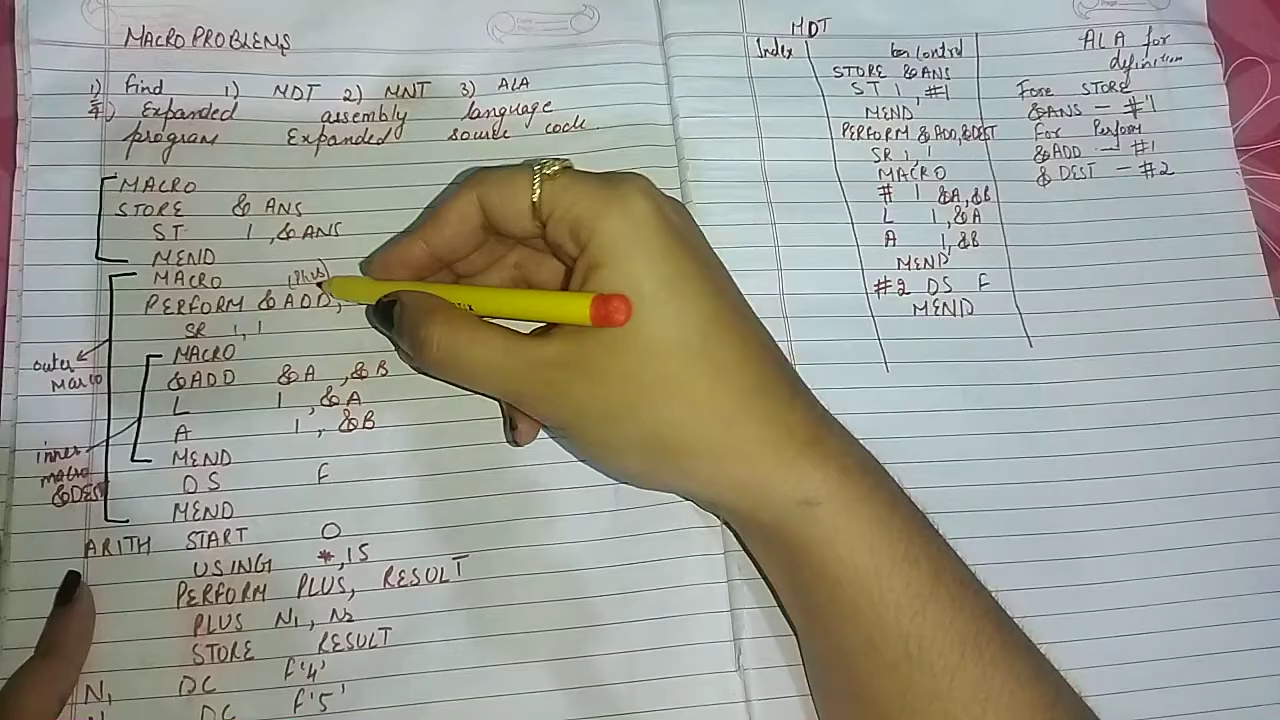 MACRO PROBLEMS
1) Find 1) MDT 2) MNT 3) ALA
4) Expanded assembly language
program Expanded source code.
MACRO
STORE &ANS
ST 1, &ANS
MEND
MACRO (Plus)
PERFORM &ADD,
SR 1, 1
MACRO
&ADD &A, &B
L 1, &A
A 1, &B
MEND
DS F
MEND
outer
Marco
inner
macro
&DEST
ARITH START 0
USING *,15
PERFORM PLUS, RESULT
PLUS N1, N2
STORE RESULT
N1 DC F'4'
DC F'5'
MDT
Index
STORE &ANS
ST 1, #1
MEND
PERFORM &ADD,&DEST
SR 1, 1
MACRO
# 1 &A,&B
L 1,&A
A 1,&B
MEND
#2 DS F
MEND
ALA for
definition
Fore STORE
&ANS - #1
For Perform
&ADD - #1
&DEST - #2